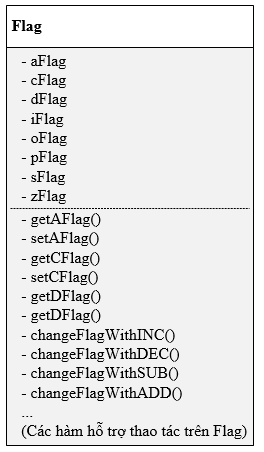 Flag
- aFlag
- cFlag
- dFlag
- iFlag
- oFlag
- pFlag
- sFlag
- zFlag
- getAFlag()
- setAFlag()
- getCFlag()
- setCFlag()
- getDFlag()
- getDFlag()
- changeFlagWithINC()
- changeFlagWithDEC()
- changeFlagWithSUB()
- changeFlagWithADD()
...
(Các hàm hỗ trợ thao tác trên Flag)